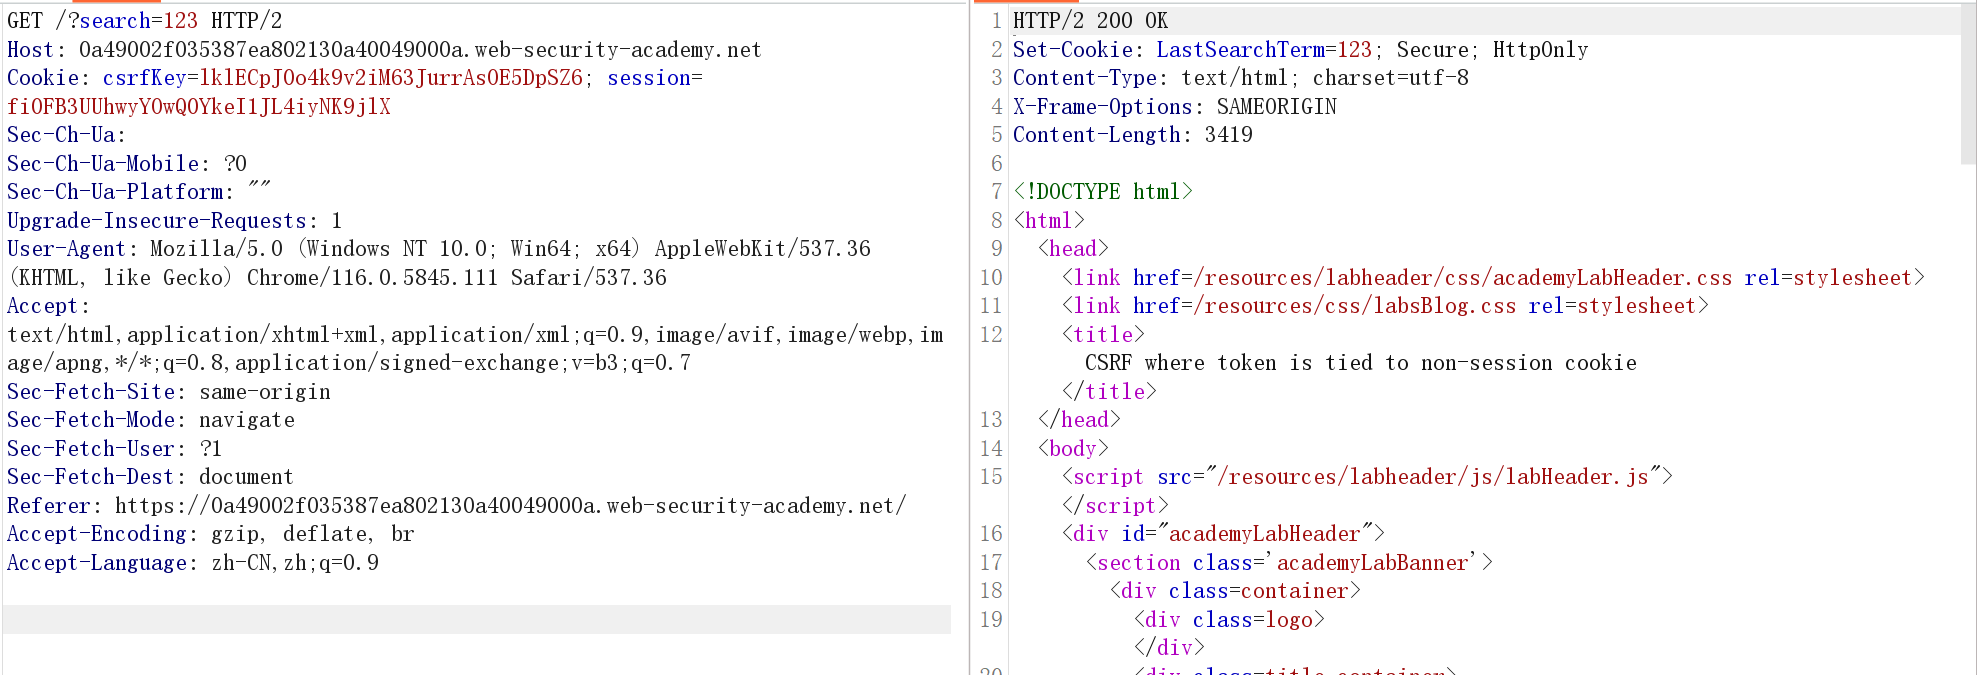 GET /?search=123 HTTP/2
Host: 0a49002f035387ea802130a40049000a.web-security-academy.net
Cookie: csrfKey=lklECpJOo4k9v2iM63JurrAsOE5DpSZ6; session=
fiOFB3UUhwyYOwQOYkeI1JL4iyNK9jlX
Sec-Ch-Ua:
Sec-Ch-Ua-Mobile: ?0
Sec-Ch-Ua-Platform: ""
Upgrade-Insecure-Requests: 1
User-Agent: Mozilla/5.0 (Windows NT 10.0; Win64; x64) AppleWebKit/537.36
(KHTML, like Gecko) Chrome/116.0.5845.111 Safari/537.36
Accept:
text/html,application/xhtml+xml,application/xml;q=0.9,image/avif,image/webp,im
age/apng,*/*;q=0.8,application/signed-exchange;v=b3;q=0.7
Sec-Fetch-Site: same-origin
Sec-Fetch-Mode: navigate
Sec-Fetch-User: ?1
Sec-Fetch-Dest: document
Referer: https://0a49002f035387ea802130a40049000a.web-security-academy.net/
Accept-Encoding: gzip, deflate, br
Accept-Language: zh-CN,zh;q=0.9
1 HTTP/2 200 OK
2 Set-Cookie: LastSearchTerm=123; Secure; HttpOnly
3 Content-Type: text/html; charset=utf-8
4 X-Frame-Options: SAMEORIGIN
5 Content-Length: 3419
6
7 <!DOCTYPE html>
8 <html>
9 <head>
10 <link href=/resources/labheader/css/academyLabHeader.css rel=stylesheet>
11 <link href=/resources/css/labsBlog.css rel=stylesheet>
12 <title>
CSRF where token is tied to non-session cookie
</title>
13 </head>
14 <body>
15 <script src="/resources/labheader/js/labHeader.js">
</script>
16 <div id="academyLabHeader">
17 <section class='academyLabBanner'>
18 <div class=container>
19 <div class=logo>
</div>
20 <div class=title-container>